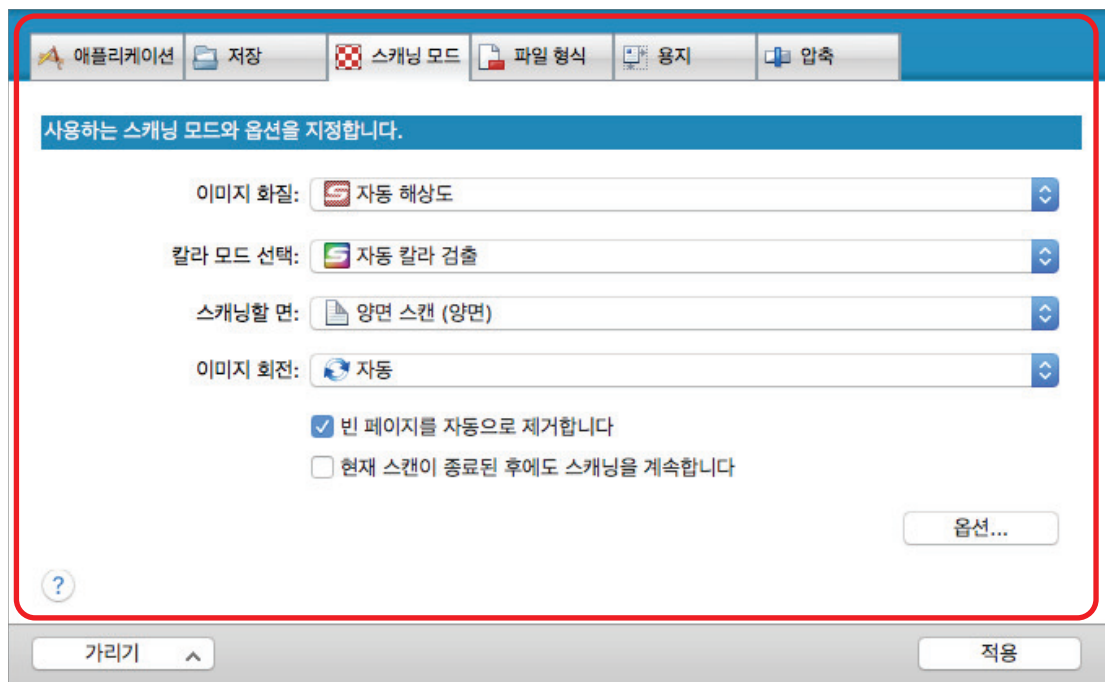 애플리케이션 저장 스캐닝 모드 파일 형식 용지 압축
사용하는 스캐닝 모드와 옵션을 지정합니다.
이미지 화질: 자동 해상도
칼라 모드 선택: 자동 칼라 검출
스캐닝할 면: 양면 스캔 (양면)
이미지 회전: 자동
빈 페이지를 자동으로 제거합니다
현재 스캔이 종료된 후에도 스캐닝을 계속합니다
옵션...
?
가리기 적용